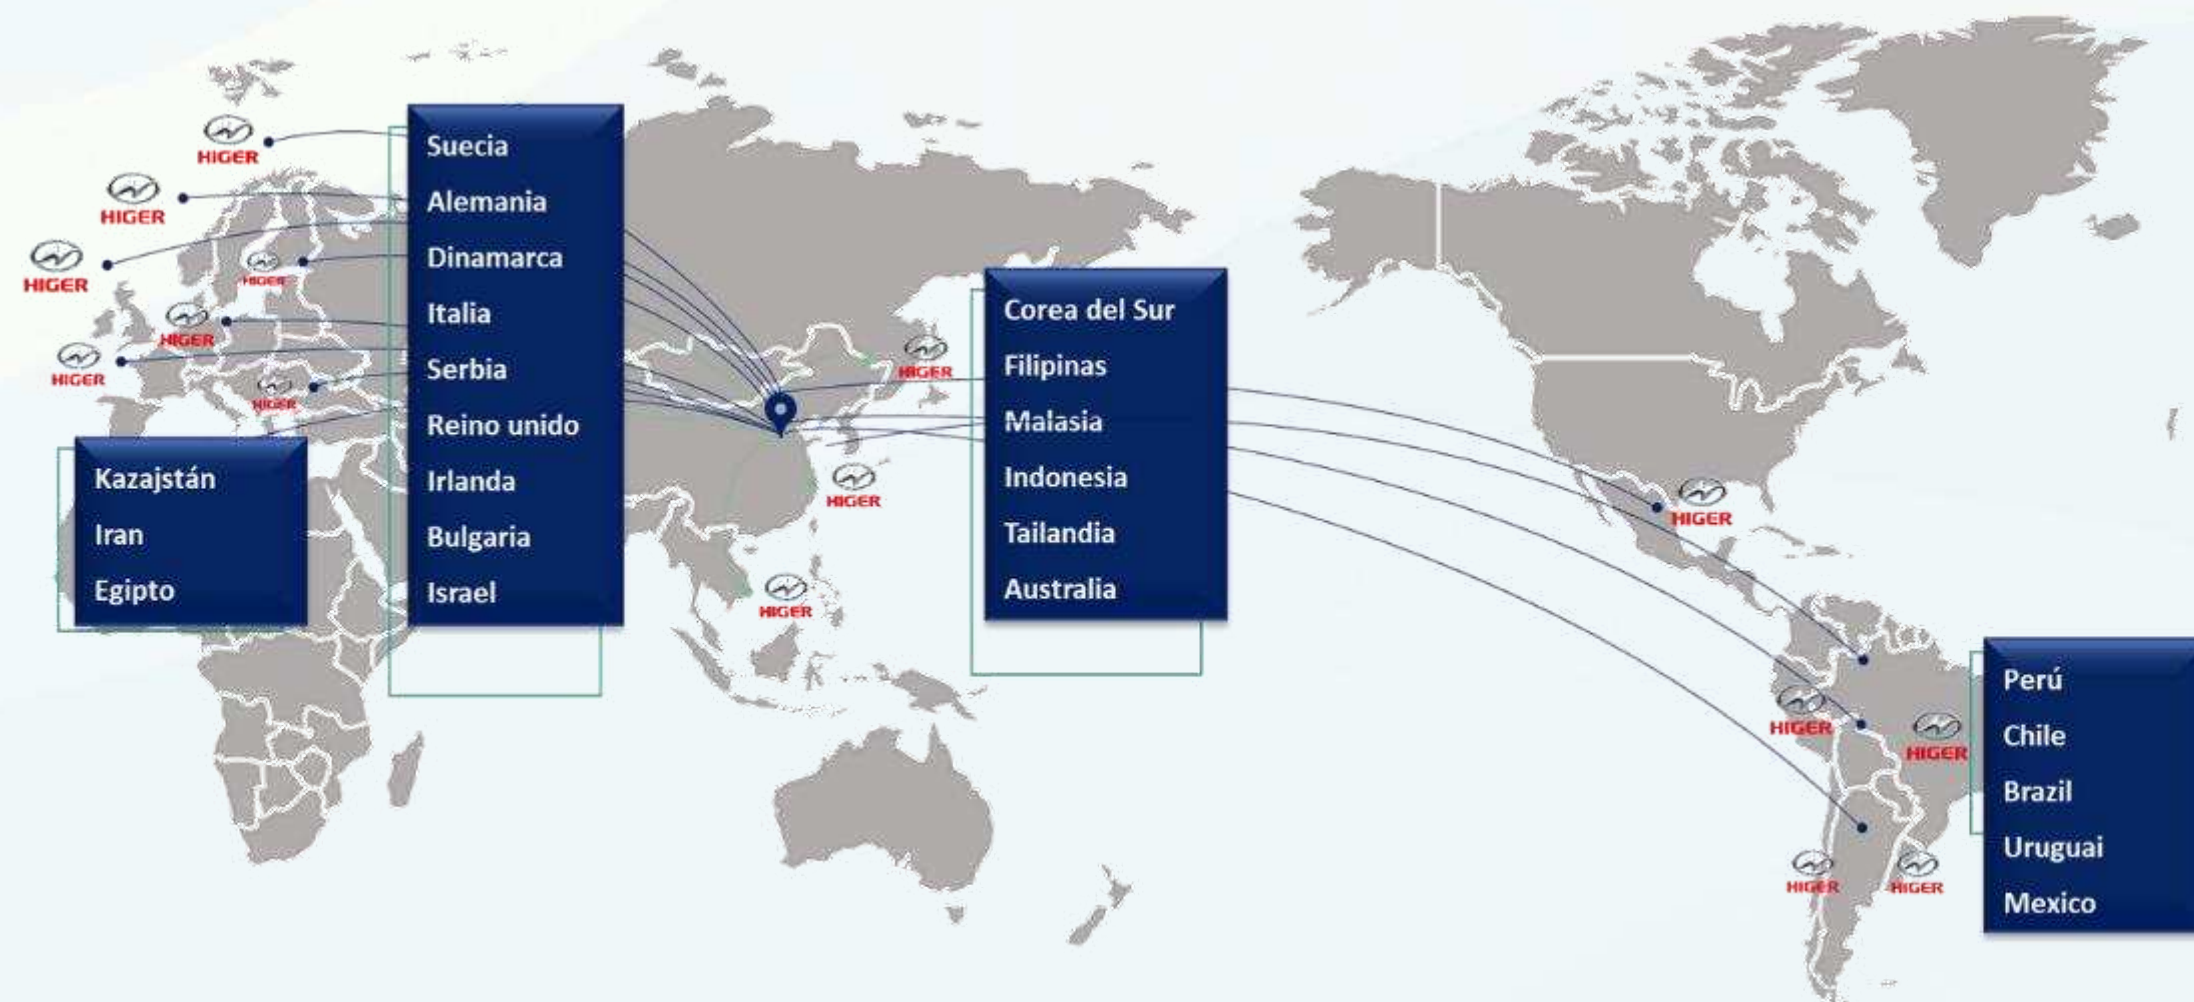 HIGER
HIGER
HIGER
HIGER
HIGER
HIGER
HIGER
Kazajstán
Iran
Egipto
Suecia
Alemania
Dinamarca
Italia
Serbia
Reino unido
Irlanda
Bulgaria
Israel
HIGER
HIGER
HIGER
Corea del Sur
Filipinas
Malasia
Indonesia
Tailandia
Australia
HIGER
HIGER
HIGER
HIGER
HIGER
Perú
Chile
Brazil
Uruguai
Mexico